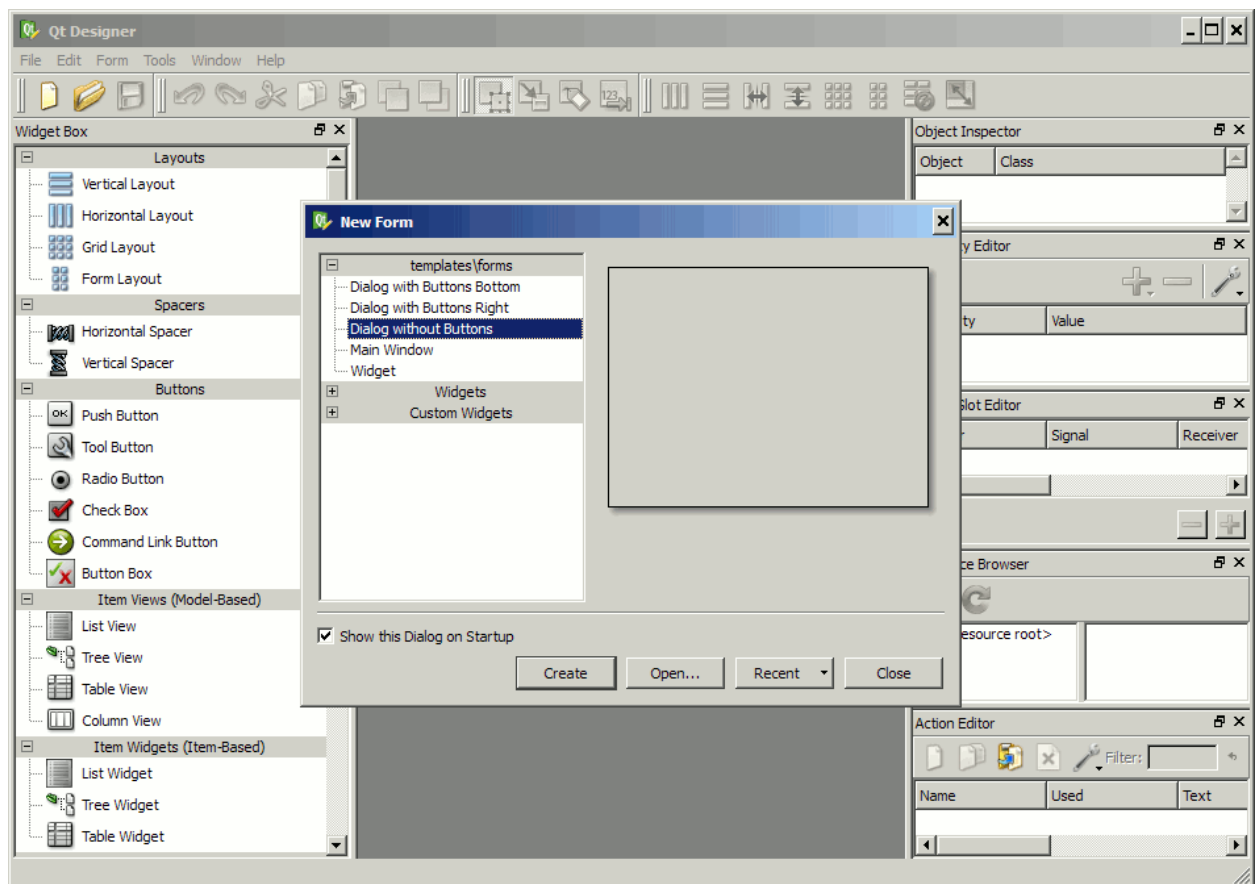 Qt Designer
File Edit Form Tools Window Help
123
Widget Box
Layouts
Vertical Layout
Horizontal Layout
Grid Layout
Form Layout
Spacers
Horizontal Spacer
Vertical Spacer
Buttons
OK Push Button
Tool Button
Radio Button
Check Box
Command Link Button
Button Box
Item Views (Model-Based)
List View
Tree View
Table View
Column View
Item Widgets (Item-Based)
List Widget
Tree Widget
Table Widget
Qt New Form
templates\forms
Dialog with Buttons Bottom
Dialog with Buttons Right
Dialog without Buttons
Main Window
Widget
Widgets
Custom Widgets
Show this Dialog on Startup
Create Open... Recent Close
Object Inspector
Object Class
y Editor
ty Value
Slot Editor
Signal Receiver
ce Browser
esource root>
Action Editor
Filter:
Name Used Text